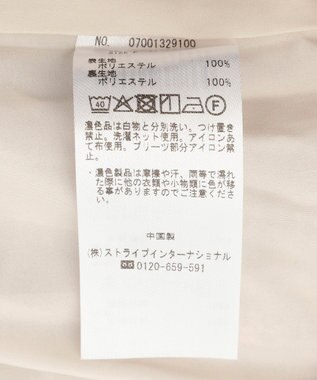 NO. 07001329100
表生地
ポリエステル 100%
裏生地
ポリエステル 100%
40 F
濃色品は白物と分別洗い。つけ置き
禁止。洗濯ネット使用。アイロンあ
て布使用。プリーツ部分アイロン禁
止。
・濃色製品は摩擦や汗、雨等で濡れ
た際に他の衣類や小物類に色が移
る事がありますのでご注意くださ
い。
中国製
(株)ストライプインターナショナル
0120-659-591